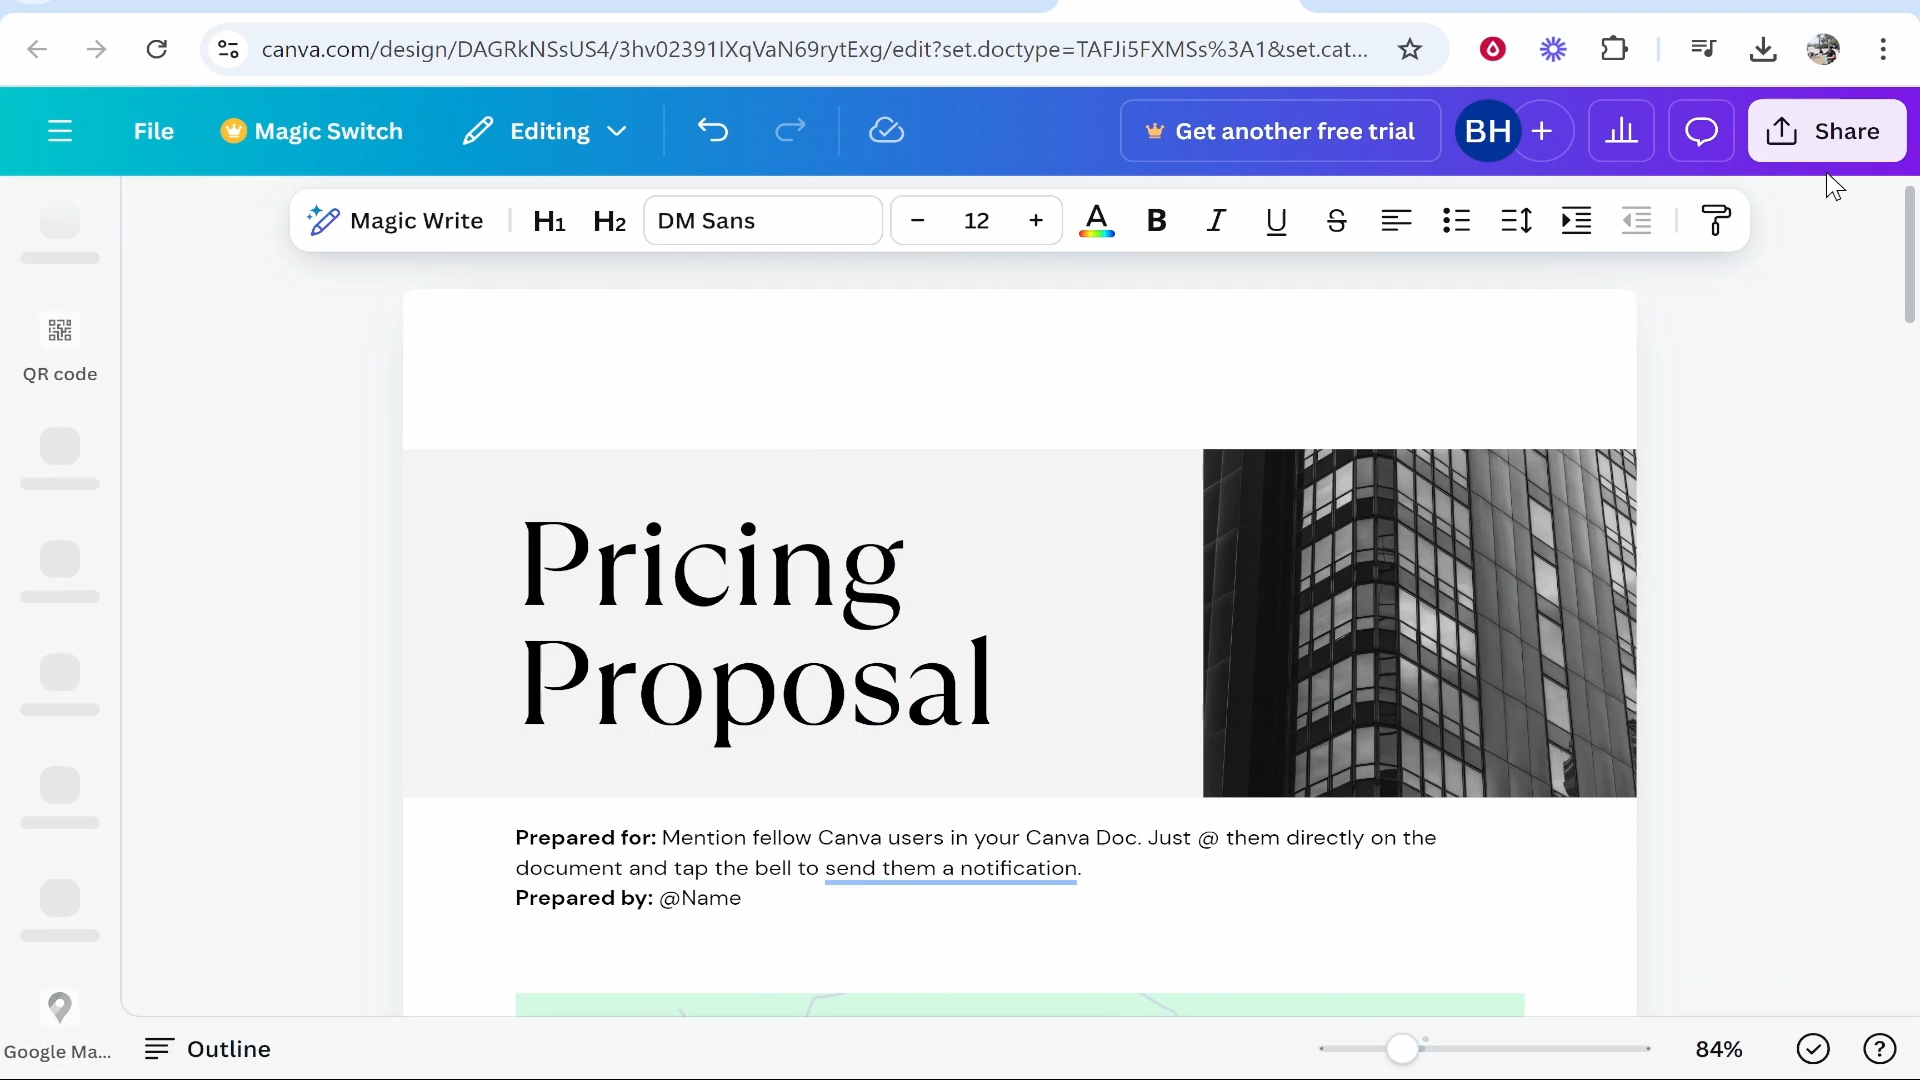 canva.com/design/DAGRkNSsUS4/3hv02391IXqVaN69rytExg/edit?set.doctype=TAFJi5FXMSs%3A1&set.cat...
File
Magic Switch
Editing
Get another free trial
BH
Share
Magic Write
H1
H2
DM Sans
12
A
B
I
U
S
QR code
Pricing
Proposal
Prepared for: Mention fellow Canva users in your Canva Doc. Just @ them directly on the
document and tap the bell to send them a notification.
Prepared by: @Name
Google Ma...
Outline
84%